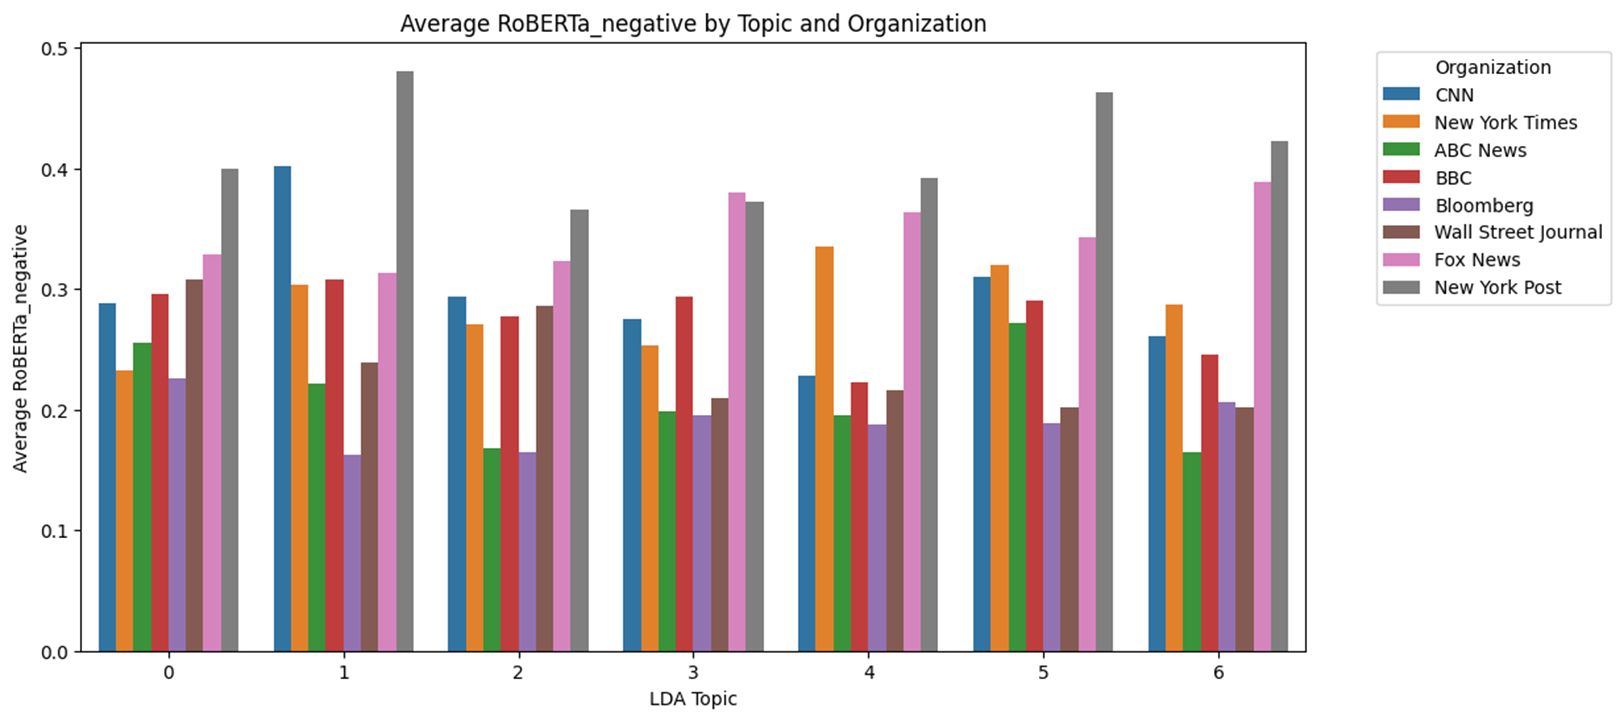 Average RoBERTa_negative by Topic and Organization
0.5
0.4
0.3
0.2
0.1
0.0
Average RoBERTa_negative
0 1 2 3 4 5 6
LDA Topic
Organization
CNN
New York Times
ABC News
BBC
Bloomberg
Wall Street Journal
Fox News
New York Post